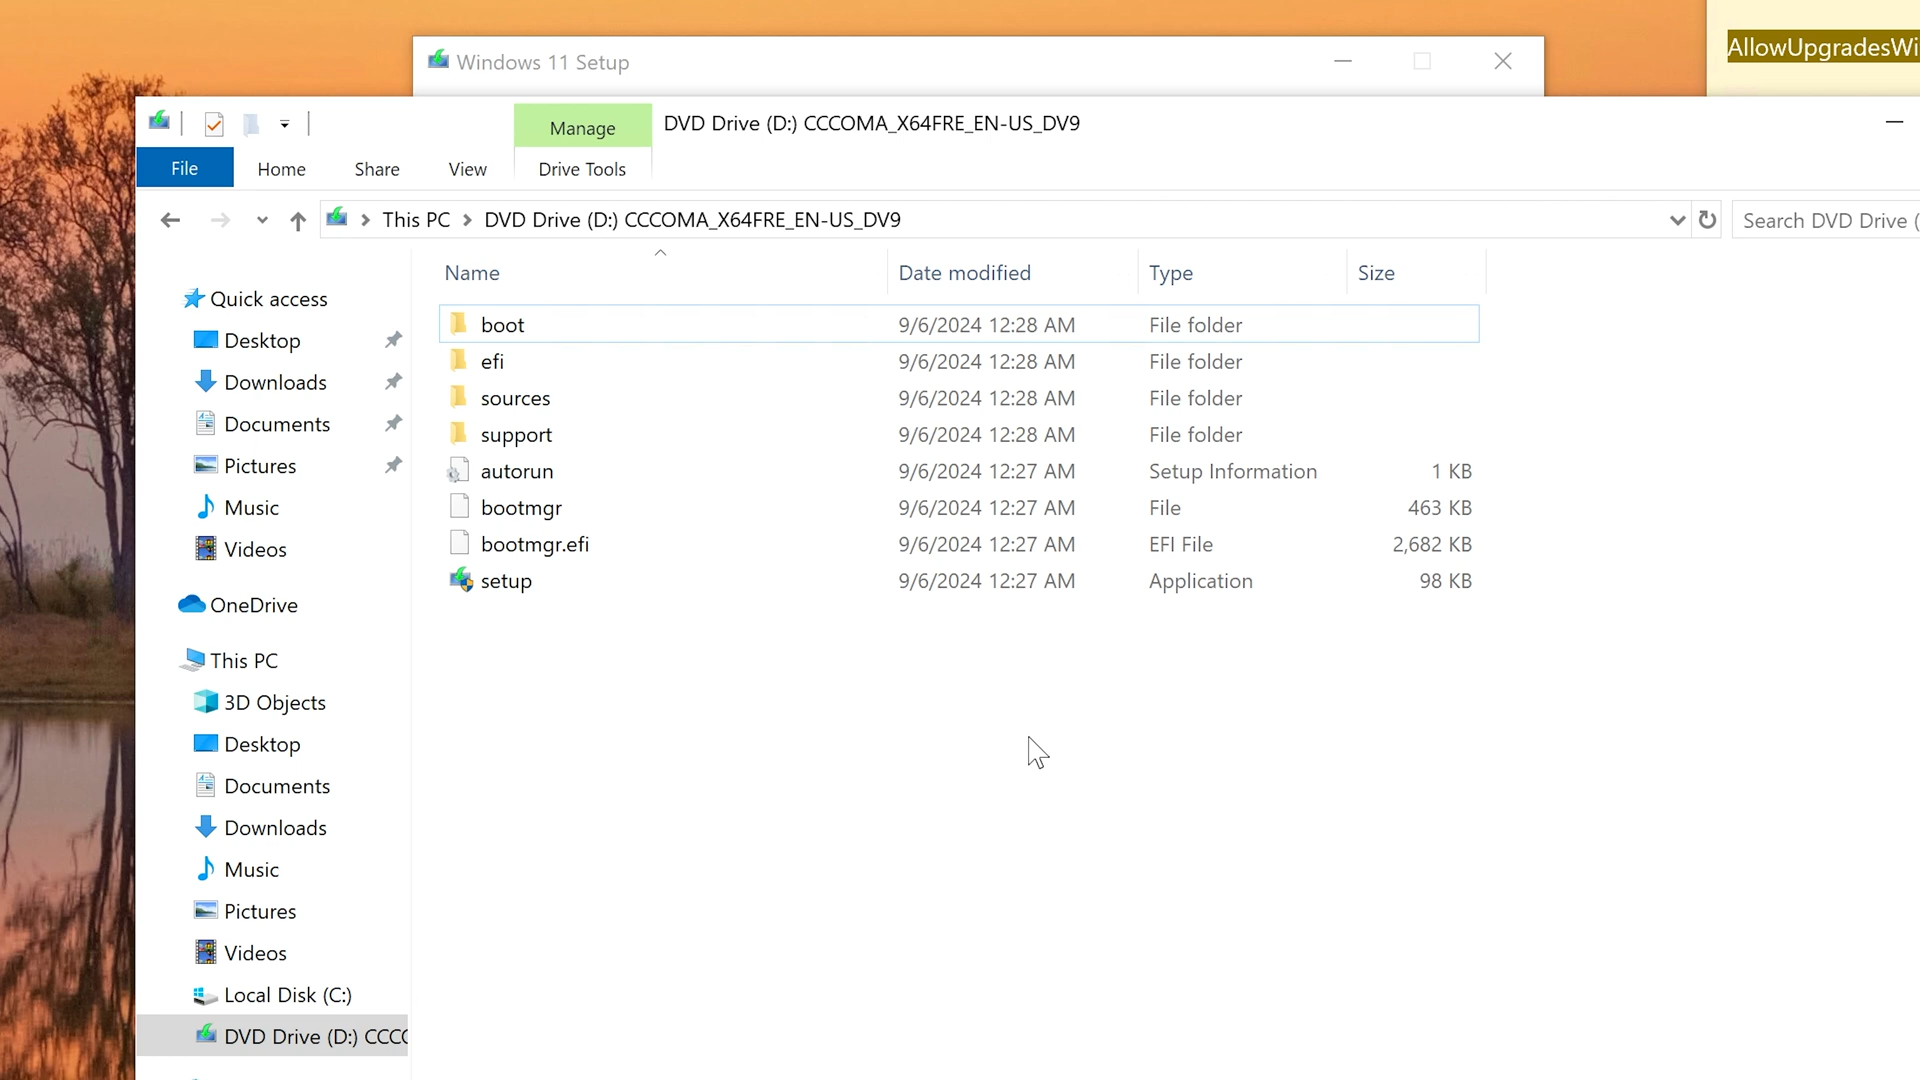 Windows 11 Setup
AllowUpgradesWi
Manage
DVD Drive (D:) CCCOMA_X64FRE_EN-US_DV9
File
Home
Share
View
Drive Tools
This PC
DVD Drive (D:) CCCOMA_X64FRE_EN-US_DV9
Search DVD Drive (
Name
Date modified
Type
Size
Quick access
Desktop
Downloads
Documents
Pictures
Music
Videos
OneDrive
This PC
3D Objects
Desktop
Documents
Downloads
Music
Pictures
Videos
Local Disk (C:)
DVD Drive (D:) CCCO
boot 9/6/2024 12:28 AM File folder
efi 9/6/2024 12:28 AM File folder
sources 9/6/2024 12:28 AM File folder
support 9/6/2024 12:28 AM File folder
autorun 9/6/2024 12:27 AM Setup Information 1 KB
bootmgr 9/6/2024 12:27 AM File 463 KB
bootmgr.efi 9/6/2024 12:27 AM EFI File 2,682 KB
setup 9/6/2024 12:27 AM Application 98 KB